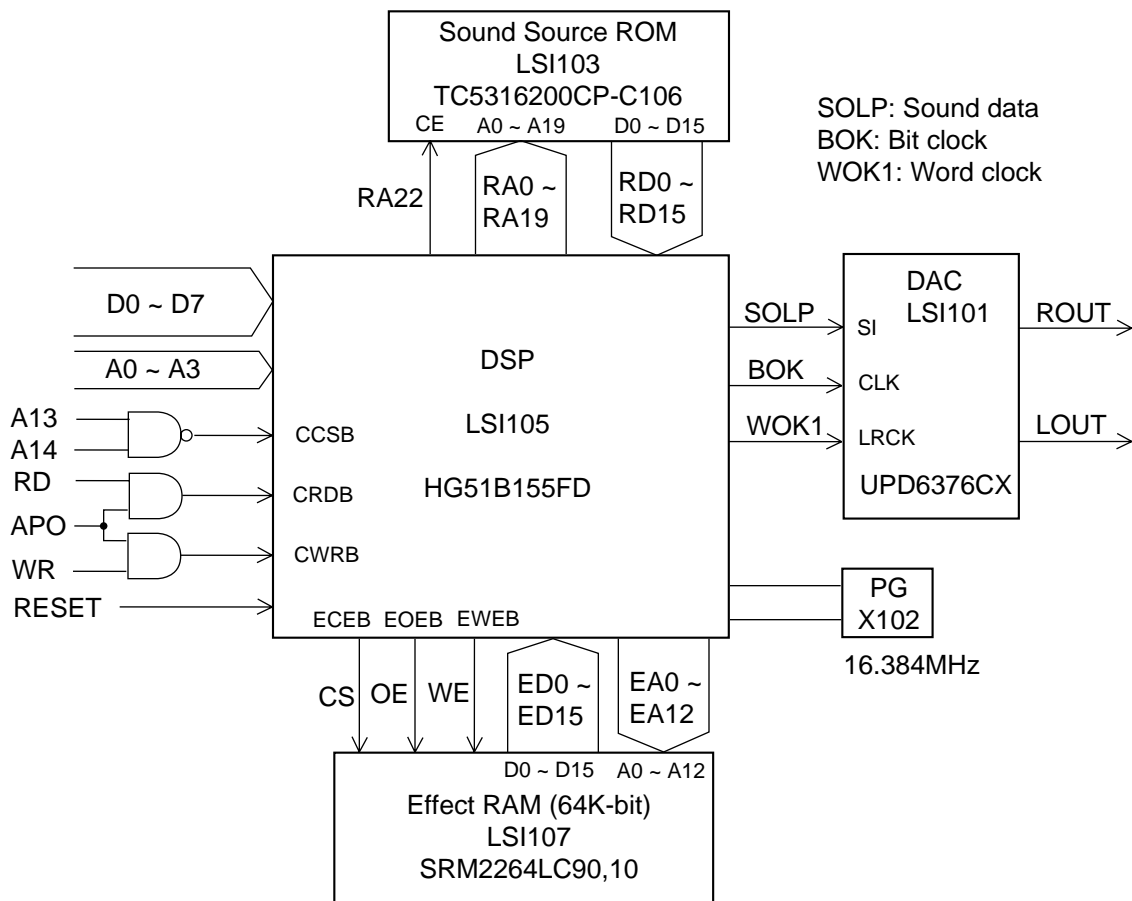 Sound Source ROM
LSI103
TC5316200CP-C106
CE A0 ~ A19 D0 ~ D15
SOLP: Sound data
BOK: Bit clock
WOK1: Word clock
RA22
RA0 ~
RA19
RD0 ~
RD15
D0 ~ D7
A0 ~ A3
A13
A14
RD
APO
WR
RESET
CCSB
CRDB
CWRB
DSP
LSI105
HG51B155FD
ECEB EOEB EWEB
SOLP
BOK
WOK1
DAC
LSI101
SI
CLK
LRCK
UPD6376CX
ROUT
LOUT
PG
X102
16.384MHz
CS OE WE
ED0 ~
ED15
EA0 ~
EA12
D0 ~ D15 A0 ~ A12
Effect RAM (64K-bit)
LSI107
SRM2264LC90,10